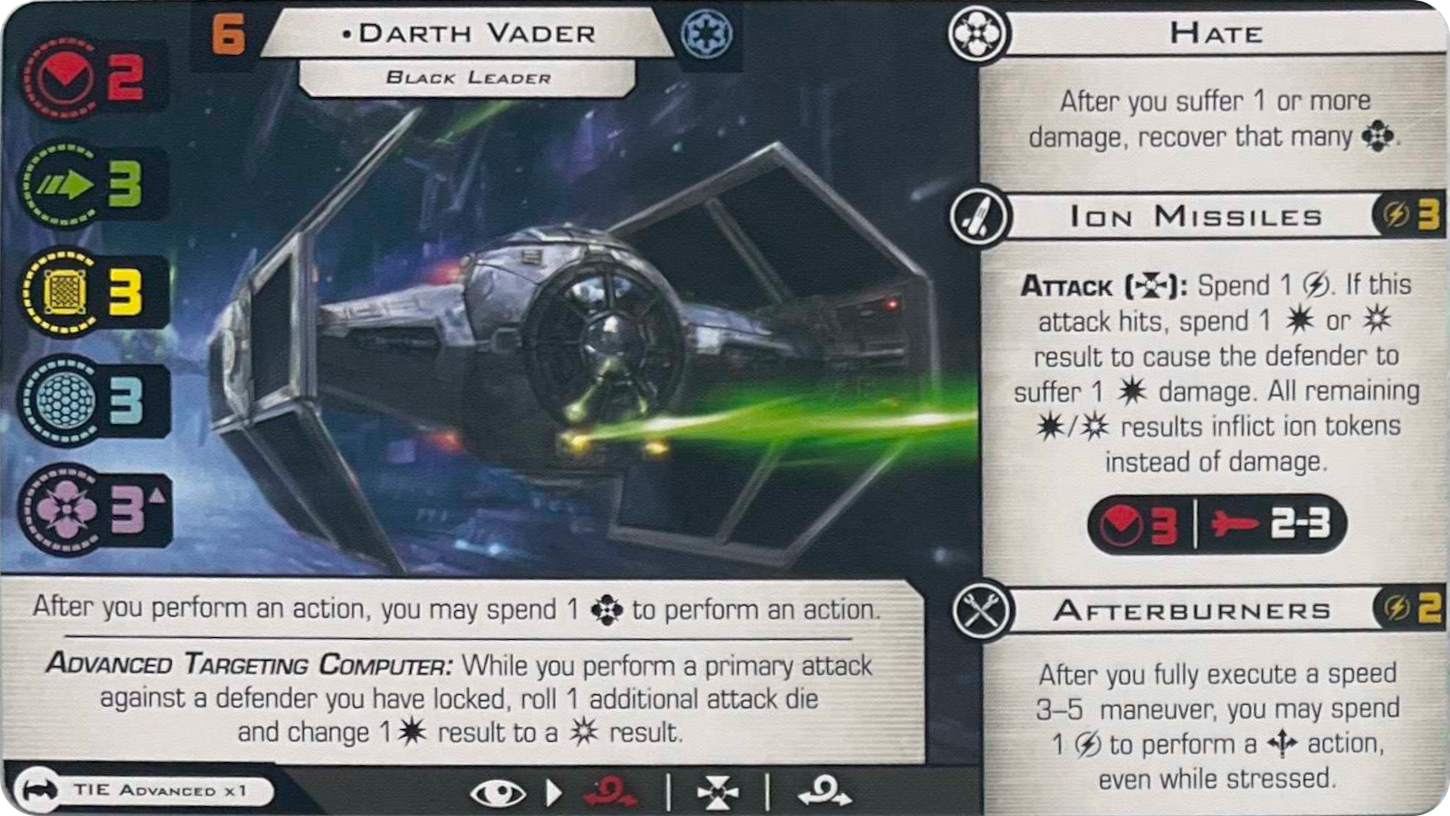 6
•Darth Vader
Black Leader
2
3
3
3
3
After you perform an action, you may spend 1 to perform an action.
Advanced Targeting Computer: While you perform a primary attack
against a defender you have locked, roll 1 additional attack die
and change 1 result to a result.
TIE Advanced x1
Hate
After you suffer 1 or more
damage, recover that many .
Ion Missiles 3
Attack ( ): Spend 1 . If this
attack hits, spend 1 or
result to cause the defender to
suffer 1 damage. All remaining
/ results inflict ion tokens
instead of damage.
3 2-3
Afterburners 2
After you fully execute a speed
3–5 maneuver, you may spend
1 to perform a action,
even while stressed.